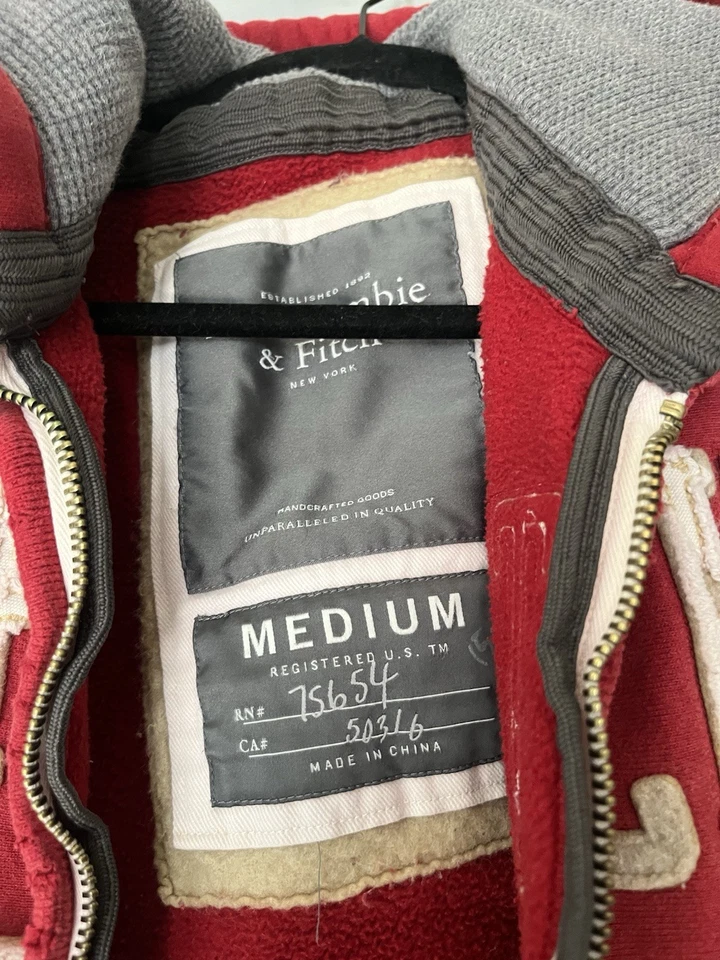 ESTABLISHED 1892
& Fitch
NEW YORK
HANDCRAFTED GOODS
UNPARALLELED IN QUALITY
MEDIUM
REGISTERED U.S. TM
RN# 75654
CA# 50316
MADE IN CHINA